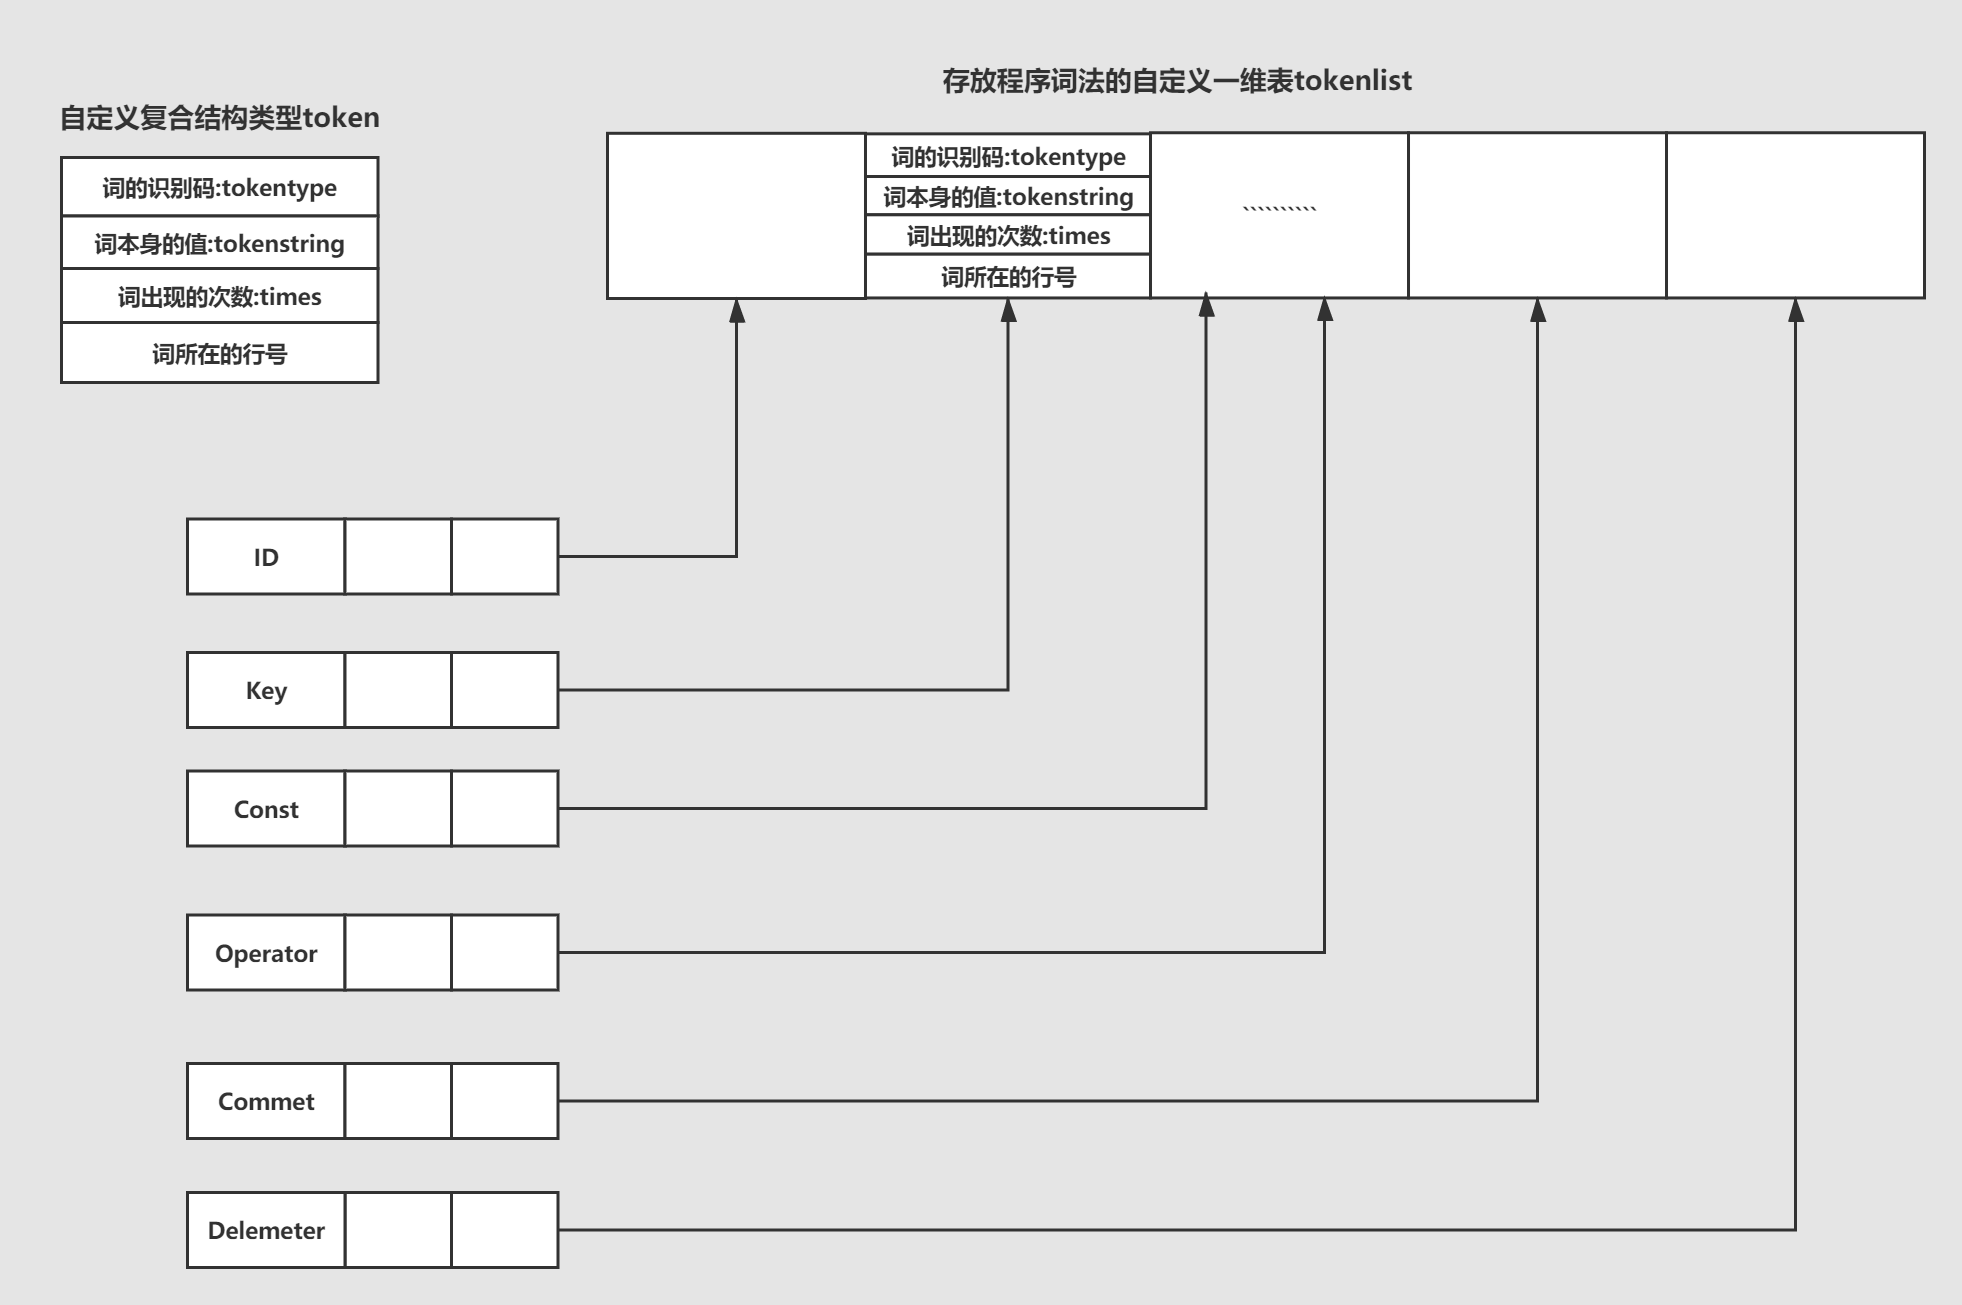 存放程序词法的自定义一维表tokenlist
自定义复合结构类型token
词的识别码:tokentype
词本身的值:tokenstring
词出现的次数:times
词所在的行号
词的识别码:tokentype
词本身的值:tokenstring
词出现的次数:times
词所在的行号
``````````
ID
Key
Const
Operator
Commet
Delemeter